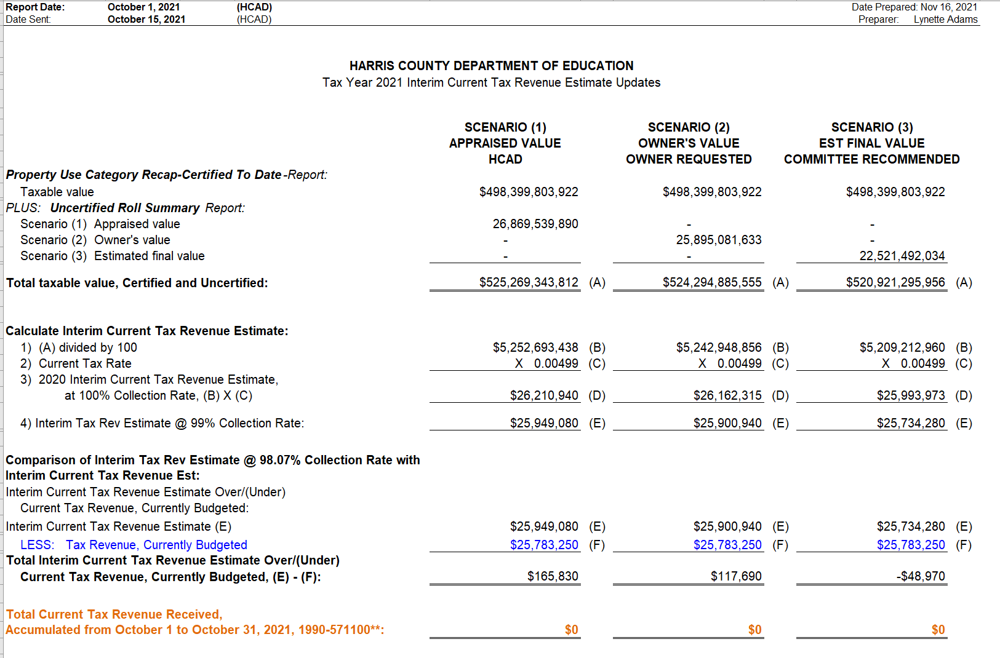 Report Date: October 1, 2021 (HCAD) Date Prepared: Nov 16, 2021
Date Sent: October 15, 2021 (HCAD) Preparer: Lynette Adams
HARRIS COUNTY DEPARTMENT OF EDUCATION
Tax Year 2021 Interim Current Tax Revenue Estimate Updates
SCENARIO (1) SCENARIO (2) SCENARIO (3)
APPRAISED VALUE OWNER'S VALUE EST FINAL VALUE
HCAD OWNER REQUESTED COMMITTEE RECOMMENDED
Property Use Category Recap-Certified To Date-Report:
Taxable value $498,399,803,922 $498,399,803,922 $498,399,803,922
PLUS: Uncertified Roll Summary Report:
Scenario (1) Appraised value 26,869,539,890 - -
Scenario (2) Owner's value - 25,895,081,633 -
Scenario (3) Estimated final value - - 22,521,492,034
Total taxable value, Certified and Uncertified: $525,269,343,812 (A) $524,294,885,555 (A) $520,921,295,956 (A)
Calculate Interim Current Tax Revenue Estimate:
1) (A) divided by 100 $5,252,693,438 (B) $5,242,948,856 (B) $5,209,212,960 (B)
2) Current Tax Rate X 0.00499 (C) X 0.00499 (C) X 0.00499 (C)
3) 2020 Interim Current Tax Revenue Estimate,
at 100% Collection Rate, (B) X (C) $26,210,940 (D) $26,162,315 (D) $25,993,973 (D)
4) Interim Tax Rev Estimate @ 99% Collection Rate: $25,949,080 (E) $25,900,940 (E) $25,734,280 (E)
Comparison of Interim Tax Rev Estimate @ 98.07% Collection Rate with
Interim Current Tax Revenue Est:
Interim Current Tax Revenue Estimate Over/(Under)
Current Tax Revenue, Currently Budgeted:
Interim Current Tax Revenue Estimate (E) $25,949,080 (E) $25,900,940 (E) $25,734,280 (E)
LESS: Tax Revenue, Currently Budgeted $25,783,250 (F) $25,783,250 (F) $25,783,250 (F)
Total Interim Current Tax Revenue Estimate Over/(Under)
Current Tax Revenue, Currently Budgeted, (E) - (F): $165,830 $117,690 -$48,970
Total Current Tax Revenue Received,
Accumulated from October 1 to October 31, 2021, 1990-571100**: $0 $0 $0